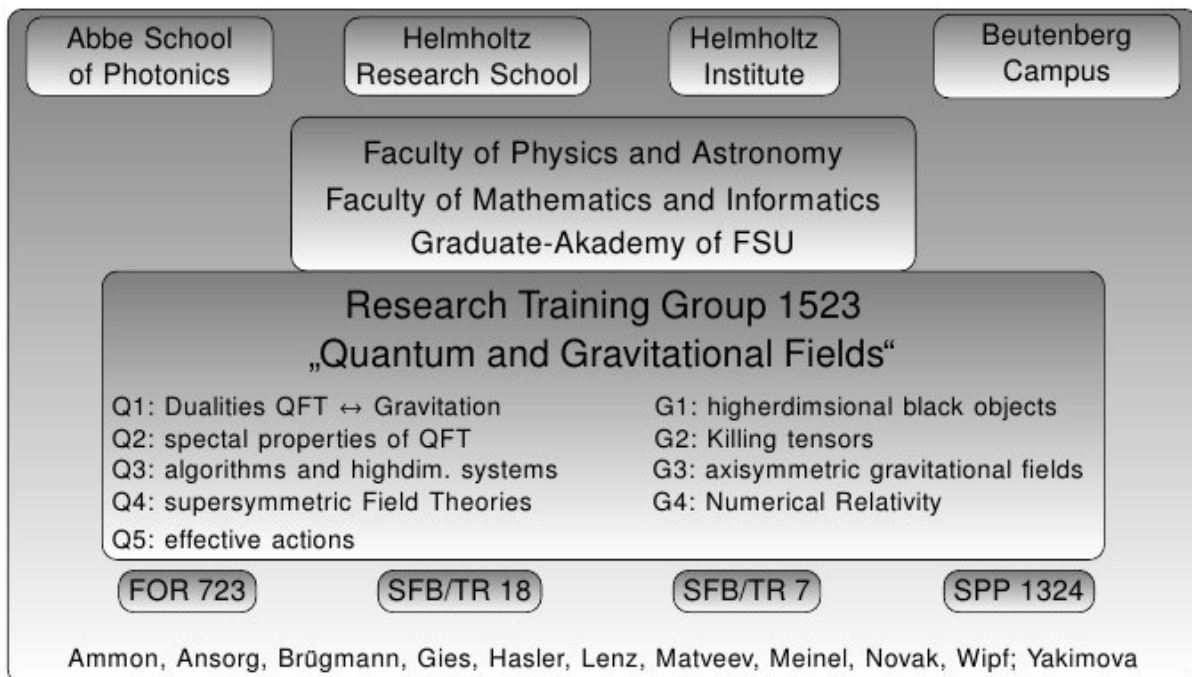 Abbe School
of Photonics
Helmholtz
Research School
Helmholtz
Institute
Beutenberg
Campus
Faculty of Physics and Astronomy
Faculty of Mathematics and Informatics
Graduate-Akademy of FSU
Research Training Group 1523
„Quantum and Gravitational Fields“
Q1: Dualities QFT ↔ Gravitation
Q2: spectal properties of QFT
Q3: algorithms and highdim. systems
Q4: supersymmetric Field Theories
Q5: effective actions
G1: higherdimsional black objects
G2: Killing tensors
G3: axisymmetric gravitational fields
G4: Numerical Relativity
FOR 723
SFB/TR 18
SFB/TR 7
SPP 1324
Ammon, Ansorg, Brügmann, Gies, Hasler, Lenz, Matveev, Meinel, Novak, Wipf; Yakimova